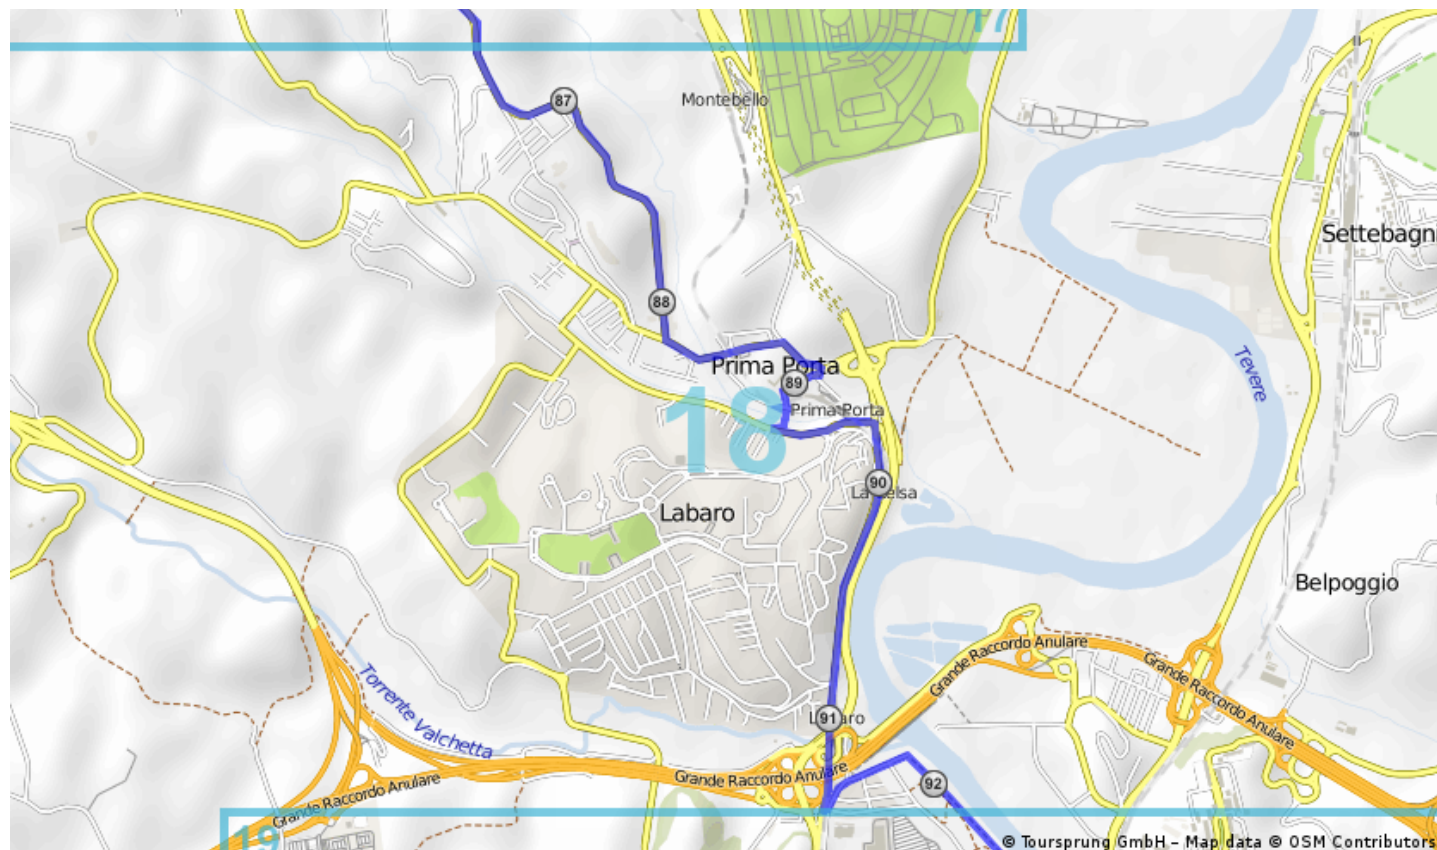 17
87
Montebello
Settebagni
88
Prima Porta
89
Tevere
18
Prima Porta
90
La Celsa
Labaro
Belpoggio
Grande Raccordo Anulare
Grande Raccordo Anulare
Torrente Valchetta
91
Labaro
Grande Raccordo Anulare
92
Grande Raccordo Anulare
19
© Toursprung GmbH – Map data © OSM Contributors